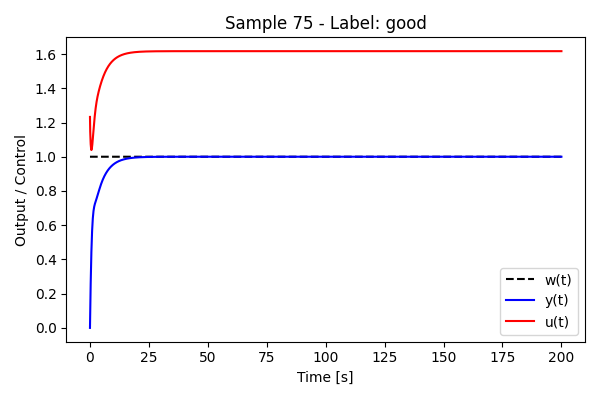 Sample 75 - Label: good
Output / Control
1.6
1.4
1.2
1.0
0.8
0.6
0.4
0.2
0.0
w(t)
y(t)
u(t)
0 25 50 75 100 125 150 175 200
Time [s]